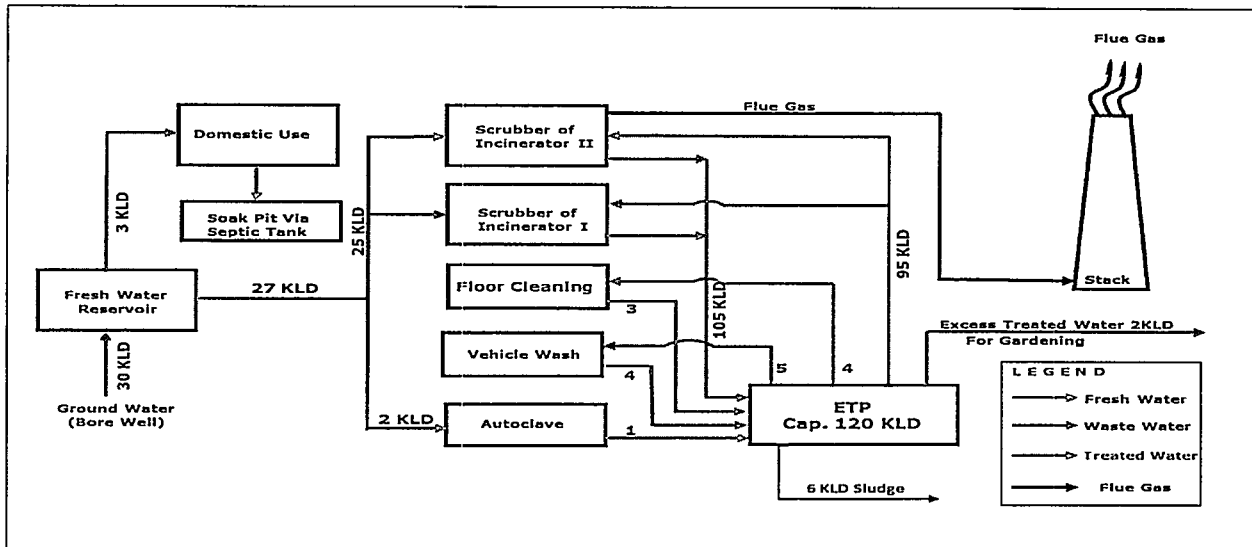 Flue Gas
Flue Gas
Domestic Use
Scrubber of
Incinerator II
3 KLD
Soak Pit Via
Septic Tank
25 KLD
Scrubber of
Incinerator I
95 KLD
Fresh Water
Reservoir
27 KLD
Floor Cleaning
3
105 KLD
Stack
30 KLD
Vehicle Wash
4
5
4
Excess Treated Water 2KLD
For Gardening
Ground Water
(Bore Well)
2 KLD
Autoclave
1
ETP
Cap. 120 KLD
6 KLD Sludge
LEGEND
Fresh Water
Waste Water
Treated Water
Flue Gas